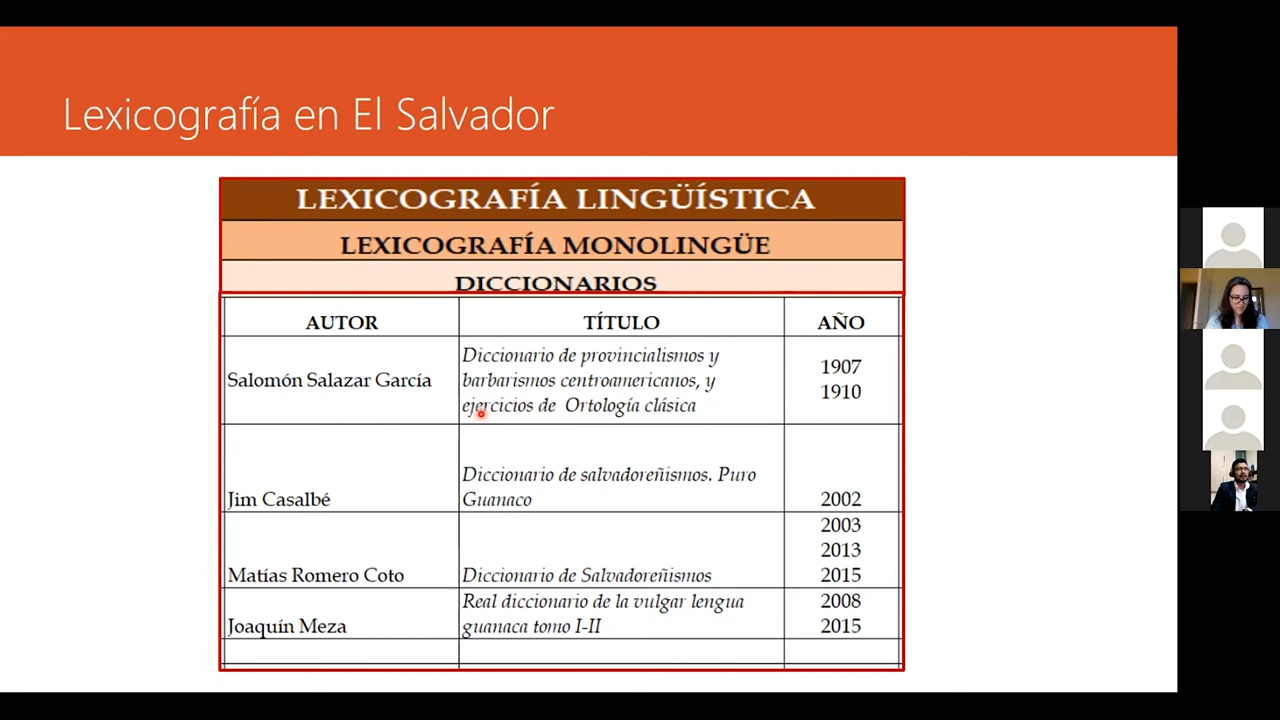 Lexicografía en El Salvador
LEXICOGRAFÍA LINGÜÍSTICA
LEXICOGRAFÍA MONOLINGÜE
DICCIONARIOS
AUTOR TÍTULO AÑO
Salomón Salazar García
Diccionario de provincialismos y
barbarismos centroamericanos, y
ejercicios de Ortología clásica
1907
1910
Jim Casalbé
Diccionario de salvadoreñismos. Puro
Guanaco
2002
Matías Romero Coto
Diccionario de Salvadoreñismos
2003
2013
2015
Joaquín Meza
Real diccionario de la vulgar lengua
guanaca tomo I-II
2008
2015